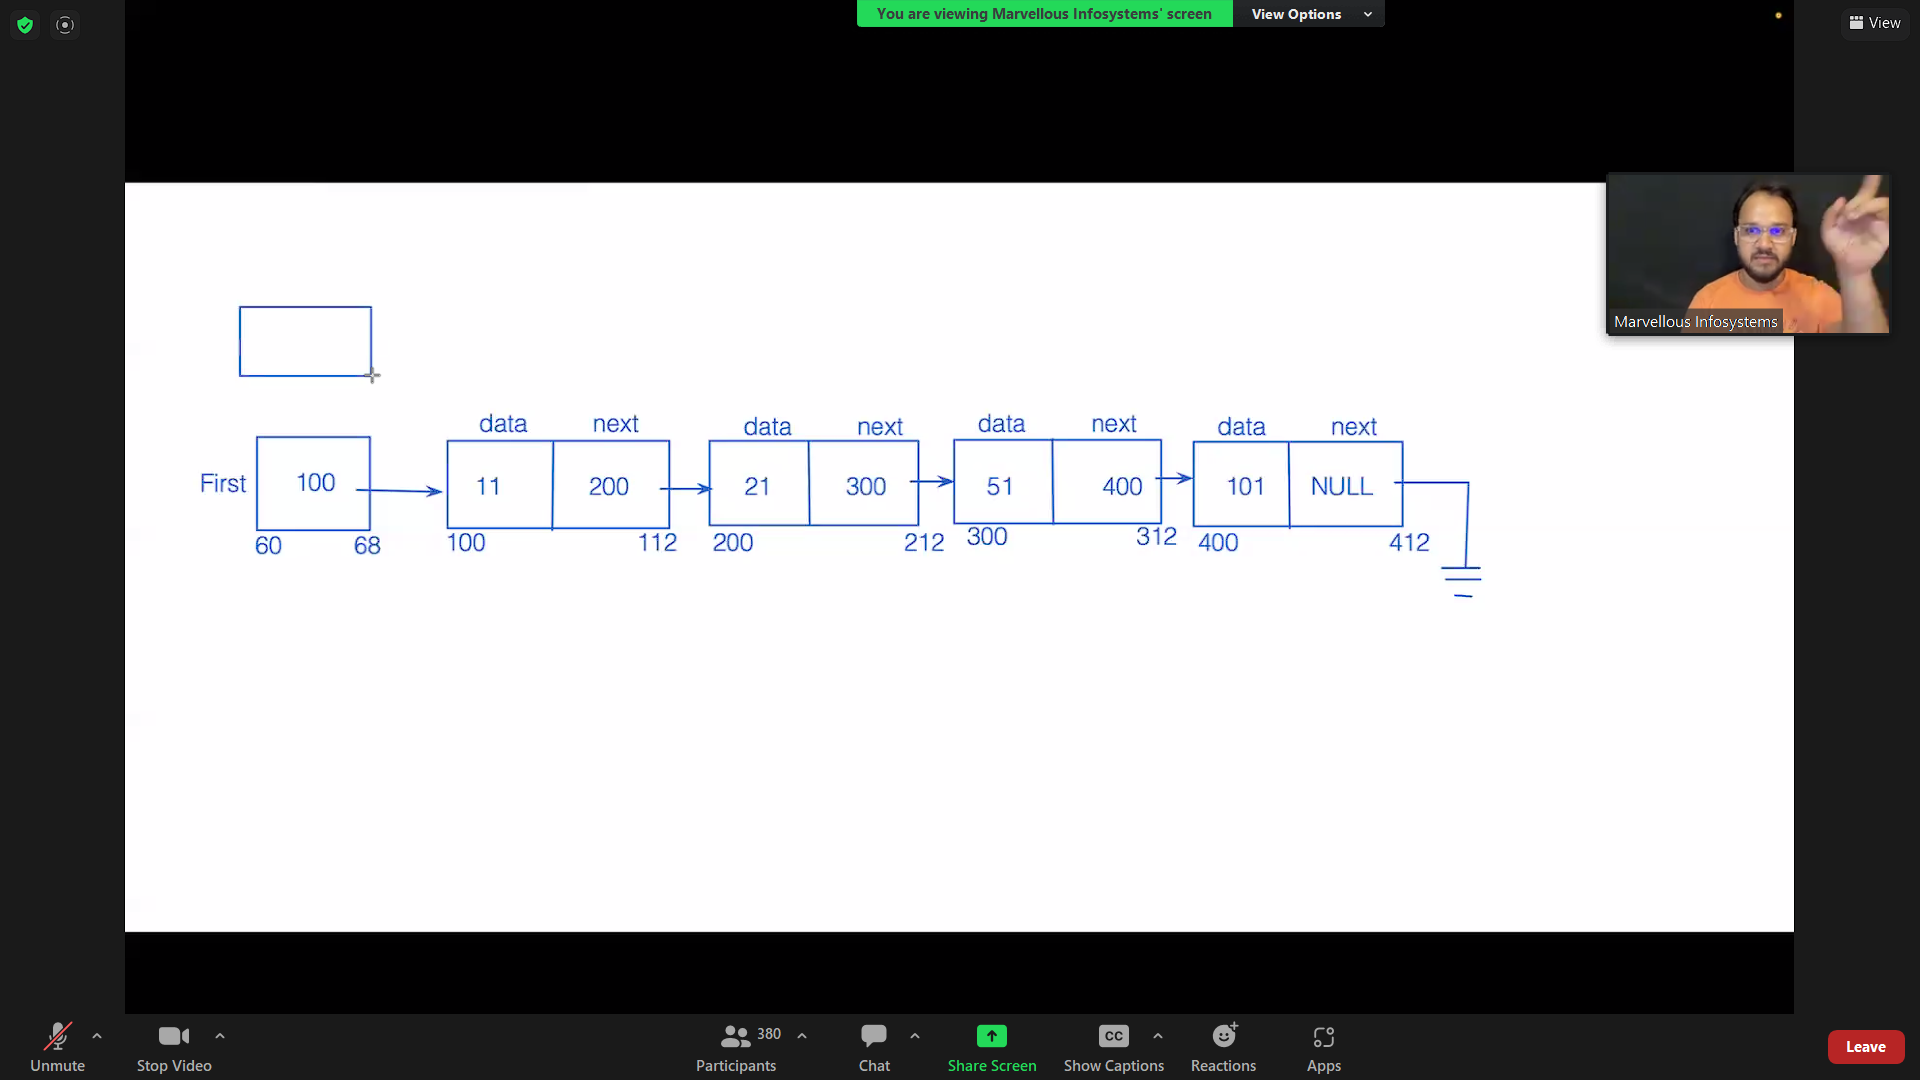 You are viewing Marvellous Infosystems' screen
View Options
View
Marvellous Infosystems
data next data next data next data next
First 100 11 200 21 300 51 400 101 NULL
60 68 100 112 200 212 300 312 400 412
Unmute
Stop Video
380
Participants
Chat
Share Screen
CC
Show Captions
Reactions
Apps
Leave